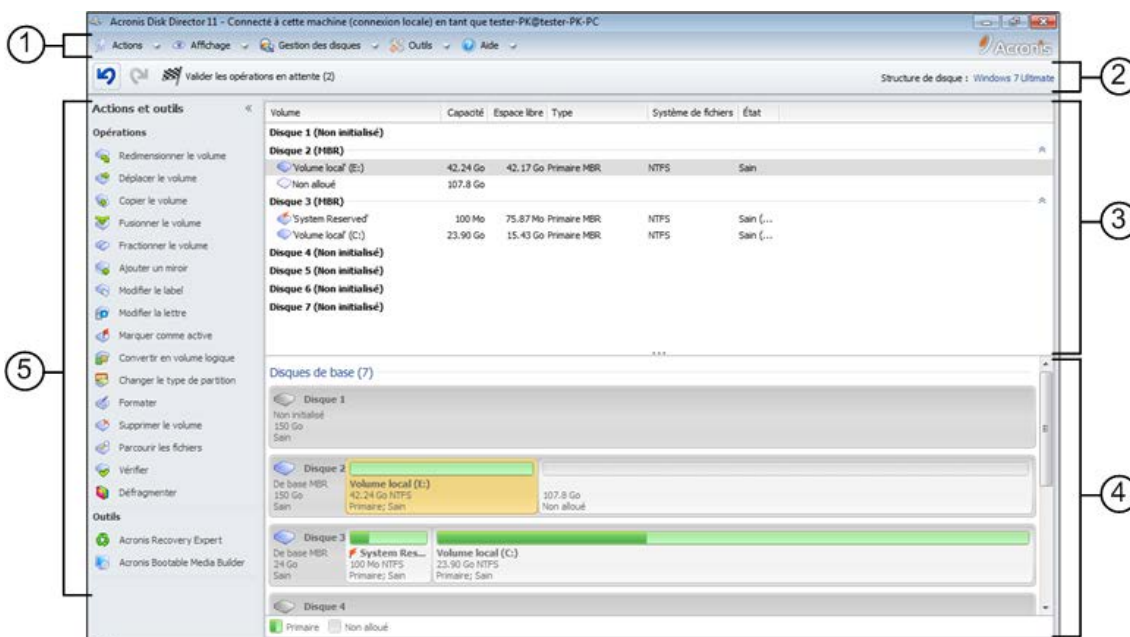 Acronis Disk Director 11 - Connecté à cette machine (connexion locale) en tant que tester-PK@tester-PK-PC
1
Actions Affichage Gestion des disques Outils Aide Acronis
Valider les opérations en attente (2) Structure de disque : Windows 7 Ultimate
2
5
Actions et outils
Opérations
Redimensionner le volume
Déplacer le volume
Copier le volume
Fusionner le volume
Fractionner le volume
Ajouter un miroir
Modifier le label
Modifier la lettre
Marquer comme active
Convertir en volume logique
Changer le type de partition
Formater
Supprimer le volume
Parcourir les fichiers
Vérifier
Défragmenter
Outils
Acronis Recovery Expert
Acronis Bootable Media Builder
Volume Capacité Espace libre Type Système de fichiers État
Disque 1 (Non initialisé)
Disque 2 (MBR)
'Volume local' (E:) 42.24 Go 42.17 Go Primaire MBR NTFS Sain
Non alloué 107.8 Go
Disque 3 (MBR)
'System Reserved' 100 Mo 75.87 Mo Primaire MBR NTFS Sain (...
'Volume local' (C:) 23.90 Go 15.43 Go Primaire MBR NTFS Sain (...
Disque 4 (Non initialisé)
Disque 5 (Non initialisé)
Disque 6 (Non initialisé)
Disque 7 (Non initialisé)
3
Disques de base (7)
Disque 1
Non initialisé
150 Go
Sain
Disque 2
De base MBR
150 Go
Sain
Volume local (E:)
42.24 Go NTFS
Primaire; Sain
107.8 Go
Non alloué
Disque 3
De base MBR
24 Go
Sain
System Res...
100 Mo NTFS
Primaire; Sain
Volume local (C:)
23.90 Go NTFS
Primaire; Sain
Disque 4
Primaire Non alloué
4